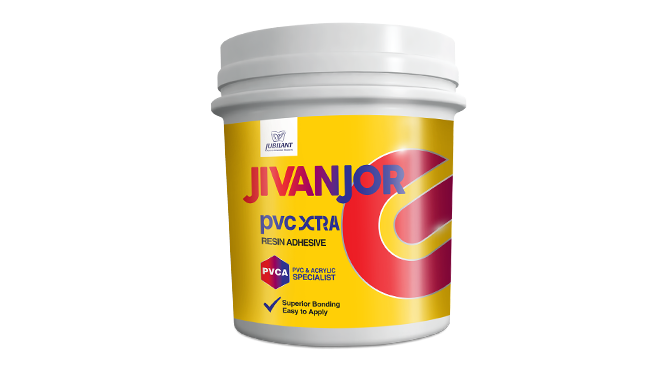 JUBILANT
JIVANJOR
pvc XTRA
RESIN ADHESIVE
PVCA
PVC & ACRYLIC
SPECIALIST
Superior Bonding
Easy to Apply